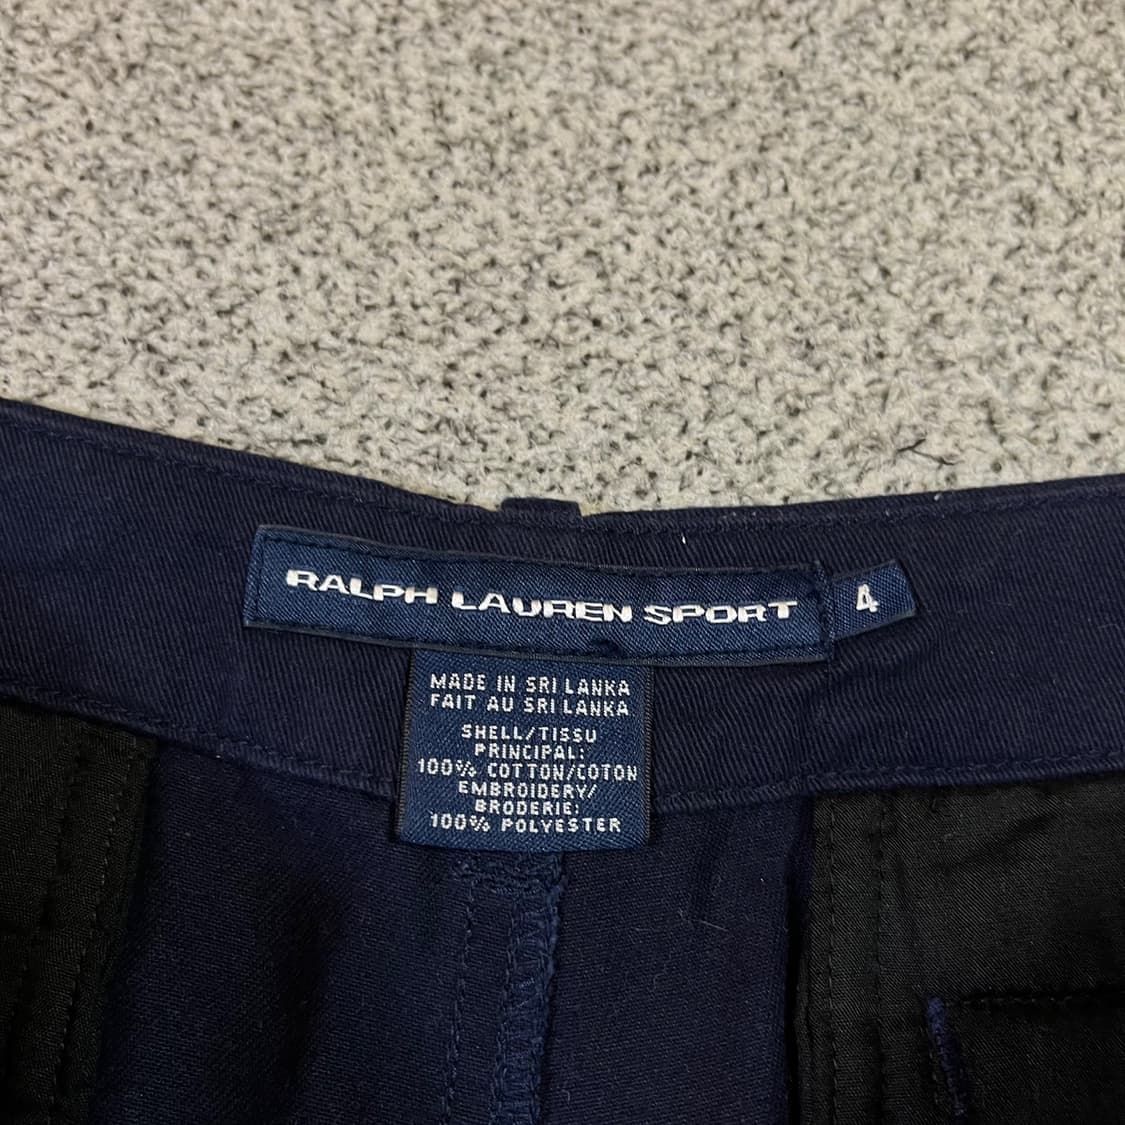 RALPH LAUREN SPORT
4
MADE IN SRI LANKA
FAIT AU SRI LANKA
SHELL/TISSU
PRINCIPAL:
100% COTTON/COTON
EMBROIDERY/
BRODERIE:
100% POLYESTER